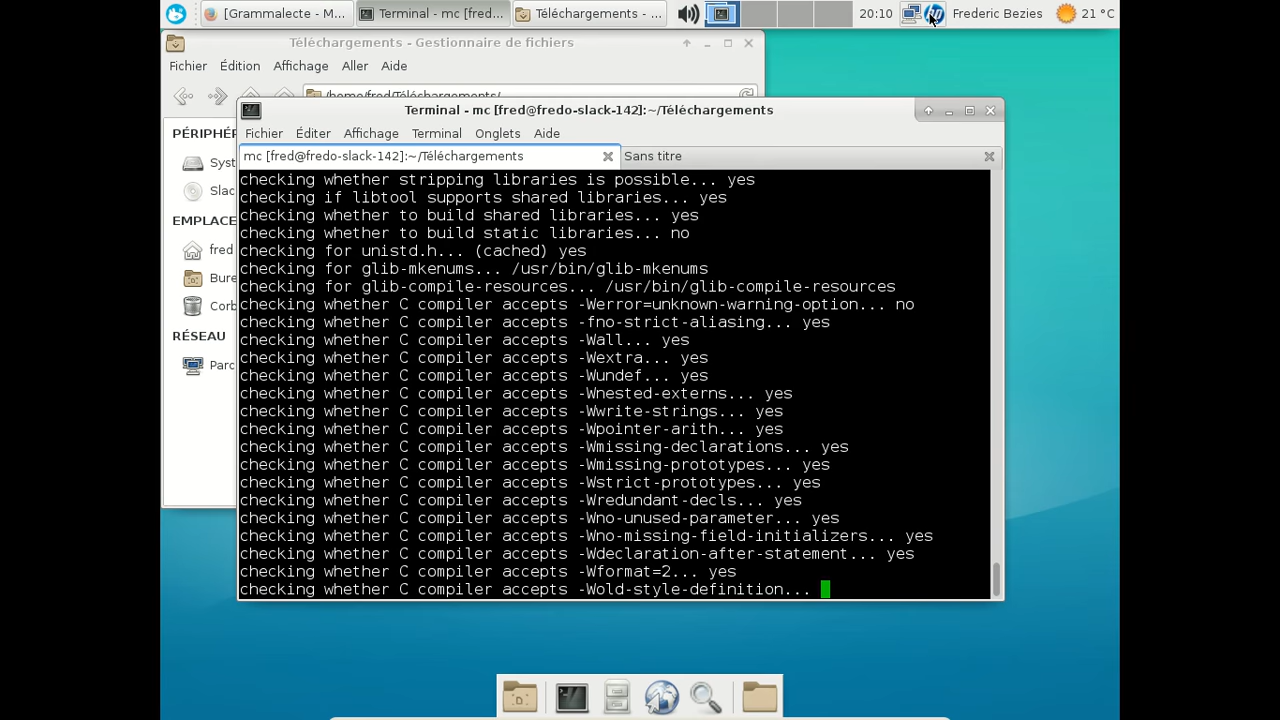 [Grammalecte - M... Terminal - mc [fred... Téléchargements - ... 20:10 Frederic Bezies 21 °C
Téléchargements - Gestionnaire de fichiers
Fichier Édition Affichage Aller Aide
/home/fred/Téléchargements/
PÉRIPHÉR
Syst
Slac
EMPLACE
fred
Bure
Corb
RÉSEAU
Parc
Terminal - mc [fred@fredo-slack-142]:~/Téléchargements
Fichier Éditer Affichage Terminal Onglets Aide
mc [fred@fredo-slack-142]:~/Téléchargements Sans titre
checking whether stripping libraries is possible... yes
checking if libtool supports shared libraries... yes
checking whether to build shared libraries... yes
checking whether to build static libraries... no
checking for unistd.h... (cached) yes
checking for glib-mkenums... /usr/bin/glib-mkenums
checking for glib-compile-resources... /usr/bin/glib-compile-resources
checking whether C compiler accepts -Werror=unknown-warning-option... no
checking whether C compiler accepts -fno-strict-aliasing... yes
checking whether C compiler accepts -Wall... yes
checking whether C compiler accepts -Wextra... yes
checking whether C compiler accepts -Wundef... yes
checking whether C compiler accepts -Wnested-externs... yes
checking whether C compiler accepts -Wwrite-strings... yes
checking whether C compiler accepts -Wpointer-arith... yes
checking whether C compiler accepts -Wmissing-declarations... yes
checking whether C compiler accepts -Wmissing-prototypes... yes
checking whether C compiler accepts -Wstrict-prototypes... yes
checking whether C compiler accepts -Wredundant-decls... yes
checking whether C compiler accepts -Wno-unused-parameter... yes
checking whether C compiler accepts -Wno-missing-field-initializers... yes
checking whether C compiler accepts -Wdeclaration-after-statement... yes
checking whether C compiler accepts -Wformat=2... yes
checking whether C compiler accepts -Wold-style-definition...